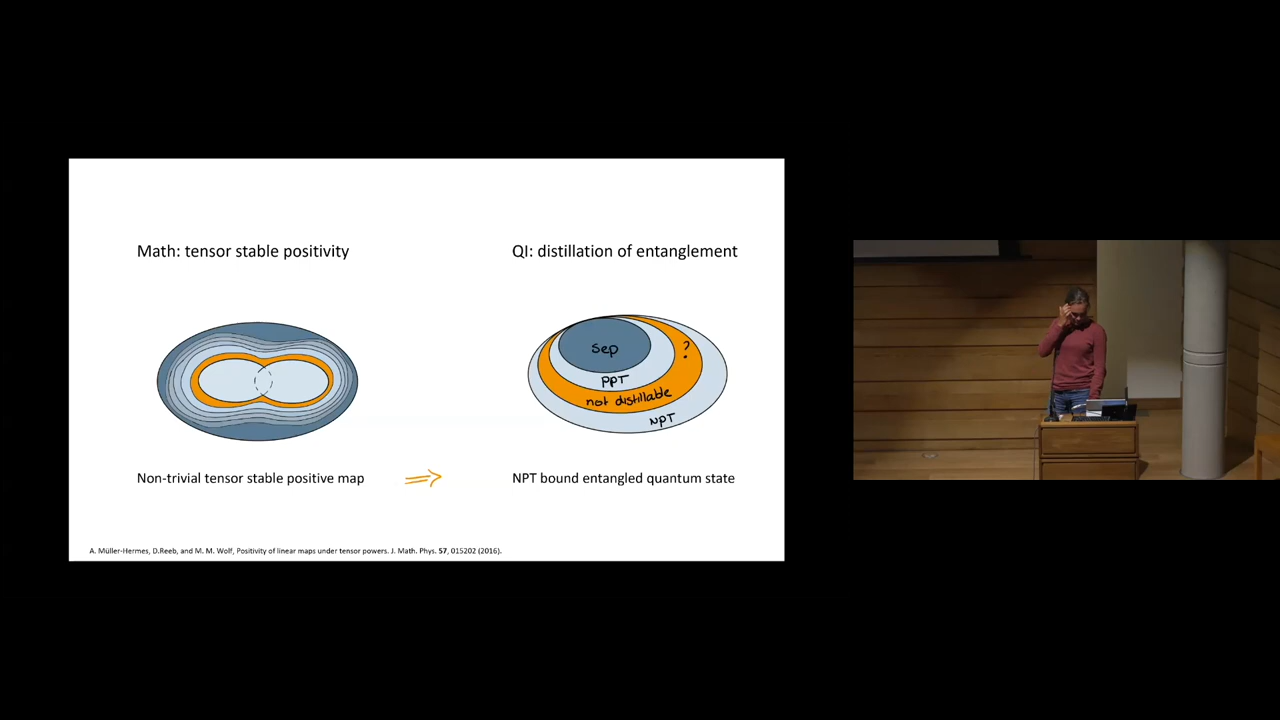 Math: tensor stable positivity
QI: distillation of entanglement
Sep
?
PPT
not distillable
NPT
Non-trivial tensor stable positive map
⇒
NPT bound entangled quantum state
A. Müller-Hermes, D.Reeb, and M. M. Wolf, Positivity of linear maps under tensor powers. J. Math. Phys. 57, 015202 (2016).